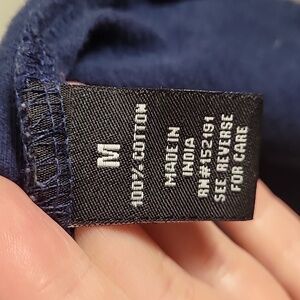 M
100% COTTON
MADE IN
INDIA
RN#152191
SEE REVERSE
FOR CARE